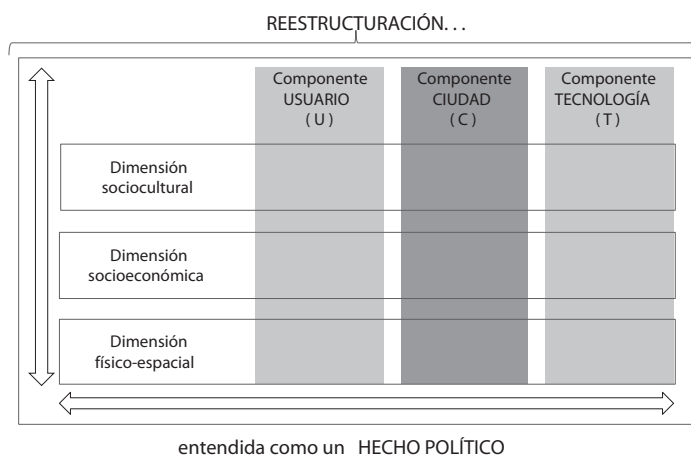 REESTRUCTURACIÓN. . .
Componente
USUARIO
( U )
Componente
CIUDAD
( C )
Componente
TECNOLOGÍA
( T )
Dimensión
sociocultural
Dimensión
socioeconómica
Dimensión
físico-espacial
entendida como un HECHO POLÍTICO